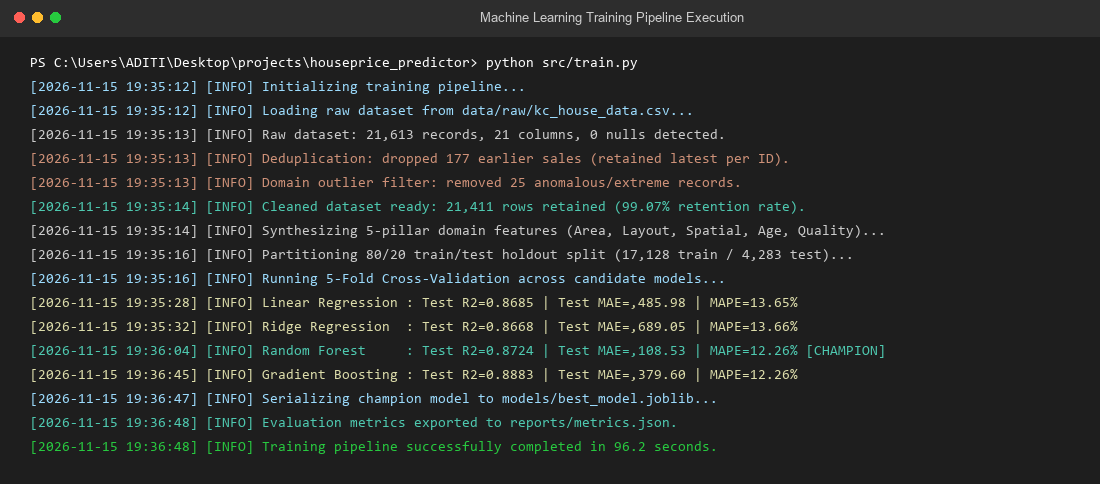 Machine Learning Training Pipeline Execution
PS C:\Users\ADITI\Desktop\projects\houseprice_predictor> python src/train.py
[2026-11-15 19:35:12] [INFO] Initializing training pipeline...
[2026-11-15 19:35:12] [INFO] Loading raw dataset from data/raw/kc_house_data.csv...
[2026-11-15 19:35:13] [INFO] Raw dataset: 21,613 records, 21 columns, 0 nulls detected.
[2026-11-15 19:35:13] [INFO] Deduplication: dropped 177 earlier sales (retained latest per ID).
[2026-11-15 19:35:13] [INFO] Domain outlier filter: removed 25 anomalous/extreme records.
[2026-11-15 19:35:14] [INFO] Cleaned dataset ready: 21,411 rows retained (99.07% retention rate).
[2026-11-15 19:35:14] [INFO] Synthesizing 5-pillar domain features (Area, Layout, Spatial, Age, Quality)...
[2026-11-15 19:35:16] [INFO] Partitioning 80/20 train/test holdout split (17,128 train / 4,283 test)...
[2026-11-15 19:35:16] [INFO] Running 5-Fold Cross-Validation across candidate models...
[2026-11-15 19:35:28] [INFO] Linear Regression : Test R2=0.8685 | Test MAE=,485.98 | MAPE=13.65%
[2026-11-15 19:35:32] [INFO] Ridge Regression  : Test R2=0.8668 | Test MAE=,689.05 | MAPE=13.66%
[2026-11-15 19:36:04] [INFO] Random Forest     : Test R2=0.8724 | Test MAE=,108.53 | MAPE=12.26% [CHAMPION]
[2026-11-15 19:36:45] [INFO] Gradient Boosting : Test R2=0.8883 | Test MAE=,379.60 | MAPE=12.26%
[2026-11-15 19:36:47] [INFO] Serializing champion model to models/best_model.joblib...
[2026-11-15 19:36:48] [INFO] Evaluation metrics exported to reports/metrics.json.
[2026-11-15 19:36:48] [INFO] Training pipeline successfully completed in 96.2 seconds.